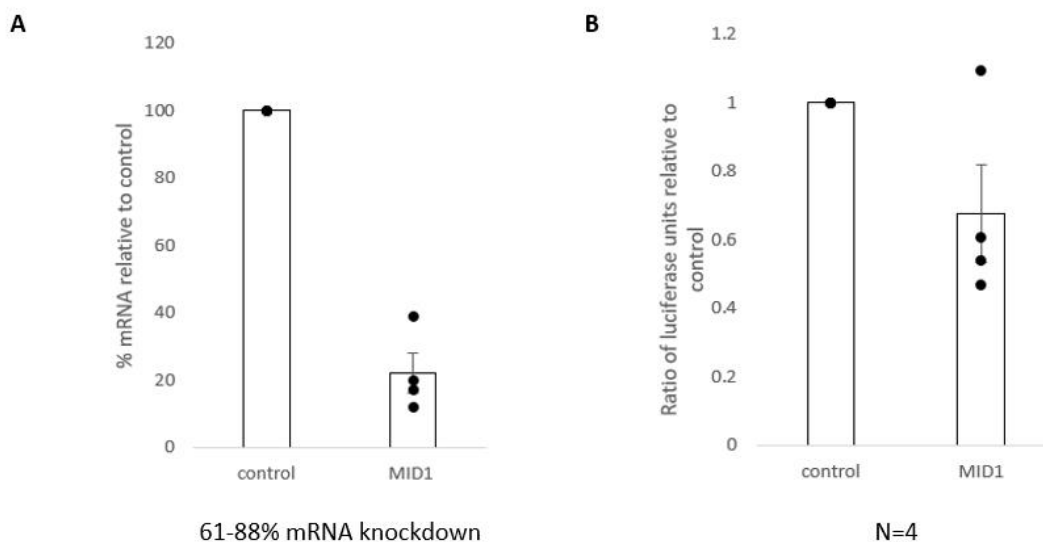 A
% mRNA relative to control
120
100
80
60
40
20
0
control MID1
61-88% mRNA knockdown
B
Ratio of luciferase units relative to
control
1.2
1
0.8
0.6
0.4
0.2
0
control MID1
N=4